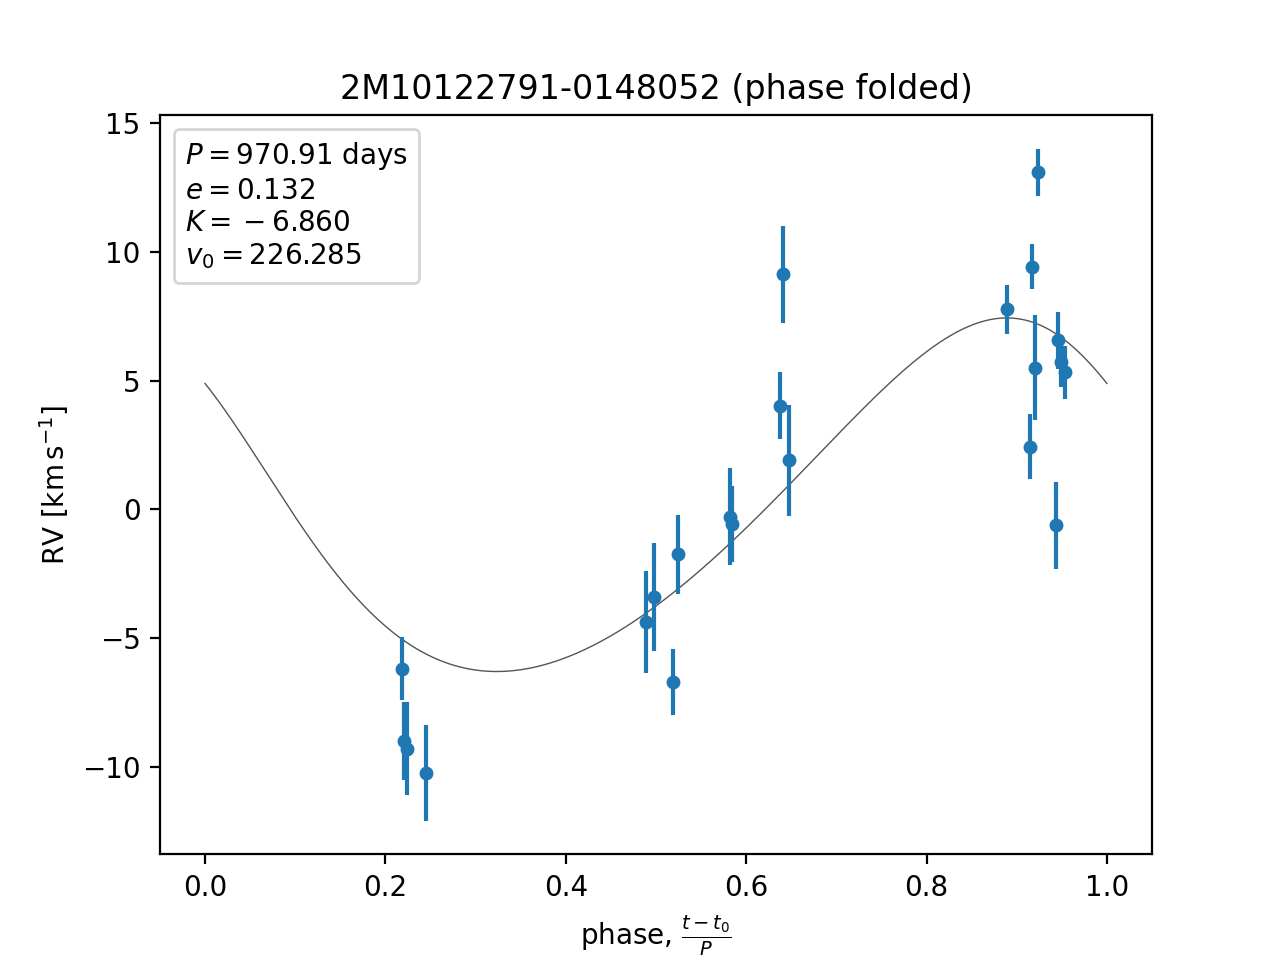 2M10122791-0148052 (phase folded)
P = 970.91 days
e = 0.132
K = −6.860
v₀ = 226.285
RV [km s⁻¹]
15
10
5
0
−5
−10
0.0 0.2 0.4 0.6 0.8 1.0
phase, (t − t₀)/P